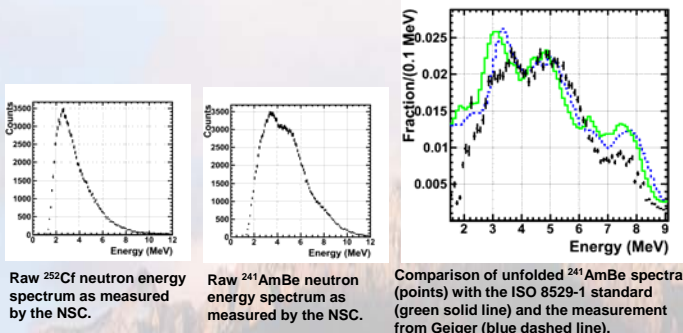 Counts
3500
3000
2500
2000
1500
1000
500
0
0 2 4 6 8 10 12
Energy (MeV)
Raw ²⁵²Cf neutron energy
spectrum as measured
by the NSC.
Counts
3500
3000
2500
2000
1500
1000
500
0
0 2 4 6 8 10 12
Energy (MeV)
Raw ²⁴¹AmBe neutron
energy spectrum as
measured by the NSC.
Fraction/(0.1 MeV)
0.025
0.02
0.015
0.01
0.005
2 3 4 5 6 7 8 9
Energy (MeV)
Comparison of unfolded ²⁴¹AmBe spectra
(points) with the ISO 8529-1 standard
(green solid line) and the measurement
from Geiger (blue dashed line).